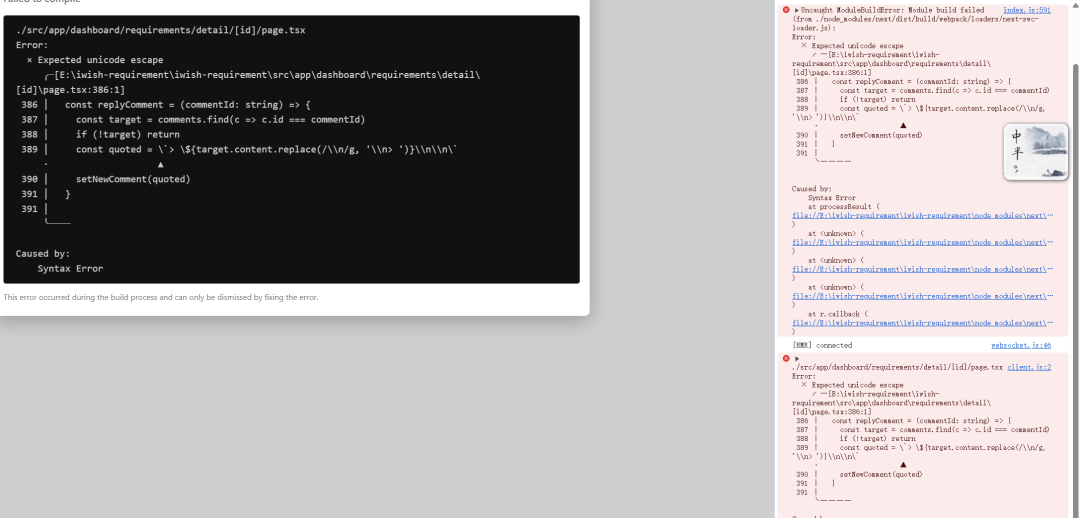 ./src/app/dashboard/requirements/detail/[id]/page.tsx
Error:
× Expected unicode escape
╭─[E:\iwish-requirement\iwish-requirement\src\app\dashboard\requirements\detail\
[id]\page.tsx:386:1]
386 │ const replyComment = (commentId: string) => {
387 │ const target = comments.find(c => c.id === commentId)
388 │ if (!target) return
389 │ const quoted = \`> \${target.content.replace(/\\n/g, '\\n> ')}\\n\\n\`
· ▲
390 │ setNewComment(quoted)
391 │ }
391 │
╰────
Caused by:
Syntax Error
This error occurred during the build process and can only be dismissed by fixing the error.
Uncaught ModuleBuildError: Module build failed index.js:591
(from ./node_modules/next/dist/build/webpack/loaders/next-swc-
loader.js):
Error:
× Expected unicode escape
╭─[E:\iwish-requirement\iwish-
requirement\src\app\dashboard\requirements\detail\
[id]\page.tsx:386:1]
386 │ const replyComment = (commentId: string) => {
387 │ const target = comments.find(c => c.id === commentId)
388 │ if (!target) return
389 │ const quoted = \`> \${target.content.replace(/\\n/g,
'\\n> ')}\\n\\n\`
· ▲
390 │ setNewComment(quoted)
391 │ }
391 │
╰────
中
半
。
Caused by:
Syntax Error
at processResult (
file://E:\iwish-requirement\iwish-requirement\node_modules\next\…
)
at <unknown> (
file://E:\iwish-requirement\iwish-requirement\node_modules\next\…
)
at <unknown> (
file://E:\iwish-requirement\iwish-requirement\node_modules\next\…
)
at <unknown> (
file://E:\iwish-requirement\iwish-requirement\node_modules\next\…
)
at r.callback (
file://E:\iwish-requirement\iwish-requirement\node_modules\next\…
)
[HMR] connected websocket.js:46
./src/app/dashboard/requirements/detail/[id]/page.tsx client.js:2
Error:
× Expected unicode escape
╭─[E:\iwish-requirement\iwish-
requirement\src\app\dashboard\requirements\detail\
[id]\page.tsx:386:1]
386 │ const replyComment = (commentId: string) => {
387 │ const target = comments.find(c => c.id === commentId)
388 │ if (!target) return
389 │ const quoted = \`> \${target.content.replace(/\\n/g,
'\\n> ')}\\n\\n\`
· ▲
390 │ setNewComment(quoted)
391 │ }
391 │
╰────